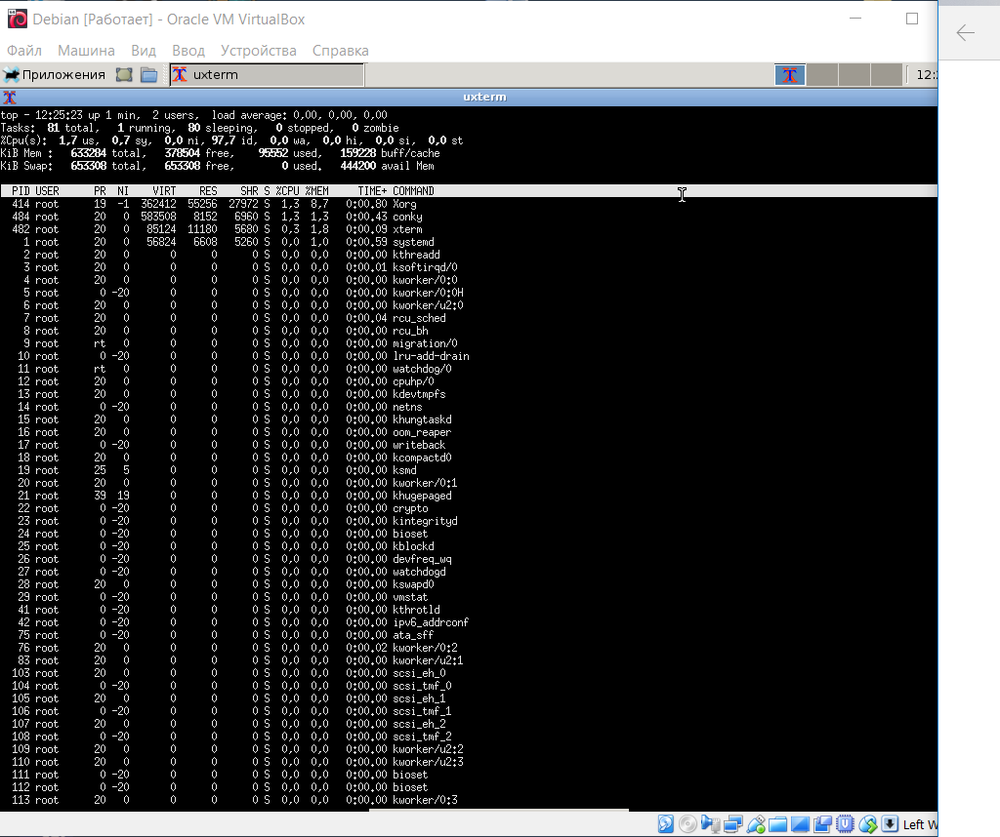 Debian [Работает] - Oracle VM VirtualBox
Файл Машина Вид Ввод Устройства Справка
Приложения uxterm 12:
uxterm
top - 12:25:23 up 1 min, 2 users, load average: 0,00, 0,00, 0,00
Tasks: 81 total, 1 running, 80 sleeping, 0 stopped, 0 zombie
%Cpu(s): 1,7 us, 0,7 sy, 0,0 ni, 97,7 id, 0,0 wa, 0,0 hi, 0,0 si, 0,0 st
KiB Mem : 633284 total, 378504 free, 95552 used, 159228 buff/cache
KiB Swap: 653308 total, 653308 free, 0 used. 444200 avail Mem
PID USER PR NI VIRT RES SHR S %CPU %MEM TIME+ COMMAND
414 root 19 -1 362412 55256 27972 S 1,3 8,7 0:00.80 Xorg
484 root 20 0 583508 8152 6960 S 1,3 1,3 0:00.43 conky
482 root 20 0 85124 11180 5680 S 0,3 1,8 0:00.09 xterm
1 root 20 0 56824 6608 5260 S 0,0 1,0 0:00.59 systemd
2 root 20 0 0 0 0 S 0,0 0,0 0:00.00 kthreadd
3 root 20 0 0 0 0 S 0,0 0,0 0:00.01 ksoftirqd/0
4 root 20 0 0 0 0 S 0,0 0,0 0:00.00 kworker/0:0
5 root 0 -20 0 0 0 S 0,0 0,0 0:00.00 kworker/0:0H
6 root 20 0 0 0 0 S 0,0 0,0 0:00.00 kworker/u2:0
7 root 20 0 0 0 0 S 0,0 0,0 0:00.04 rcu_sched
8 root 20 0 0 0 0 S 0,0 0,0 0:00.00 rcu_bh
9 root rt 0 0 0 0 S 0,0 0,0 0:00.00 migration/0
10 root 0 -20 0 0 0 S 0,0 0,0 0:00.00 lru-add-drain
11 root rt 0 0 0 0 S 0,0 0,0 0:00.00 watchdog/0
12 root 20 0 0 0 0 S 0,0 0,0 0:00.00 cpuhp/0
13 root 20 0 0 0 0 S 0,0 0,0 0:00.00 kdevtmpfs
14 root 0 -20 0 0 0 S 0,0 0,0 0:00.00 netns
15 root 20 0 0 0 0 S 0,0 0,0 0:00.00 khungtaskd
16 root 20 0 0 0 0 S 0,0 0,0 0:00.00 oom_reaper
17 root 0 -20 0 0 0 S 0,0 0,0 0:00.00 writeback
18 root 20 0 0 0 0 S 0,0 0,0 0:00.00 kcompactd0
19 root 25 5 0 0 0 S 0,0 0,0 0:00.00 ksmd
20 root 20 0 0 0 0 S 0,0 0,0 0:00.00 kworker/0:1
21 root 39 19 0 0 0 S 0,0 0,0 0:00.00 khugepaged
22 root 0 -20 0 0 0 S 0,0 0,0 0:00.00 crypto
23 root 0 -20 0 0 0 S 0,0 0,0 0:00.00 kintegrityd
24 root 0 -20 0 0 0 S 0,0 0,0 0:00.00 bioset
25 root 0 -20 0 0 0 S 0,0 0,0 0:00.00 kblockd
26 root 0 -20 0 0 0 S 0,0 0,0 0:00.00 devfreq_wq
27 root 0 -20 0 0 0 S 0,0 0,0 0:00.00 watchdogd
28 root 20 0 0 0 0 S 0,0 0,0 0:00.00 kswapd0
29 root 0 -20 0 0 0 S 0,0 0,0 0:00.00 vmstat
41 root 0 -20 0 0 0 S 0,0 0,0 0:00.00 kthrotld
42 root 0 -20 0 0 0 S 0,0 0,0 0:00.00 ipv6_addrconf
75 root 0 -20 0 0 0 S 0,0 0,0 0:00.00 ata_sff
76 root 20 0 0 0 0 S 0,0 0,0 0:00.02 kworker/0:2
83 root 20 0 0 0 0 S 0,0 0,0 0:00.00 kworker/u2:1
103 root 20 0 0 0 0 S 0,0 0,0 0:00.00 scsi_eh_0
104 root 0 -20 0 0 0 S 0,0 0,0 0:00.00 scsi_tmf_0
105 root 20 0 0 0 0 S 0,0 0,0 0:00.00 scsi_eh_1
106 root 0 -20 0 0 0 S 0,0 0,0 0:00.00 scsi_tmf_1
107 root 20 0 0 0 0 S 0,0 0,0 0:00.00 scsi_eh_2
108 root 0 -20 0 0 0 S 0,0 0,0 0:00.00 scsi_tmf_2
109 root 20 0 0 0 0 S 0,0 0,0 0:00.00 kworker/u2:2
110 root 20 0 0 0 0 S 0,0 0,0 0:00.00 kworker/u2:3
111 root 0 -20 0 0 0 S 0,0 0,0 0:00.00 bioset
112 root 0 -20 0 0 0 S 0,0 0,0 0:00.00 bioset
113 root 20 0 0 0 0 S 0,0 0,0 0:00.00 kworker/0:3
Left